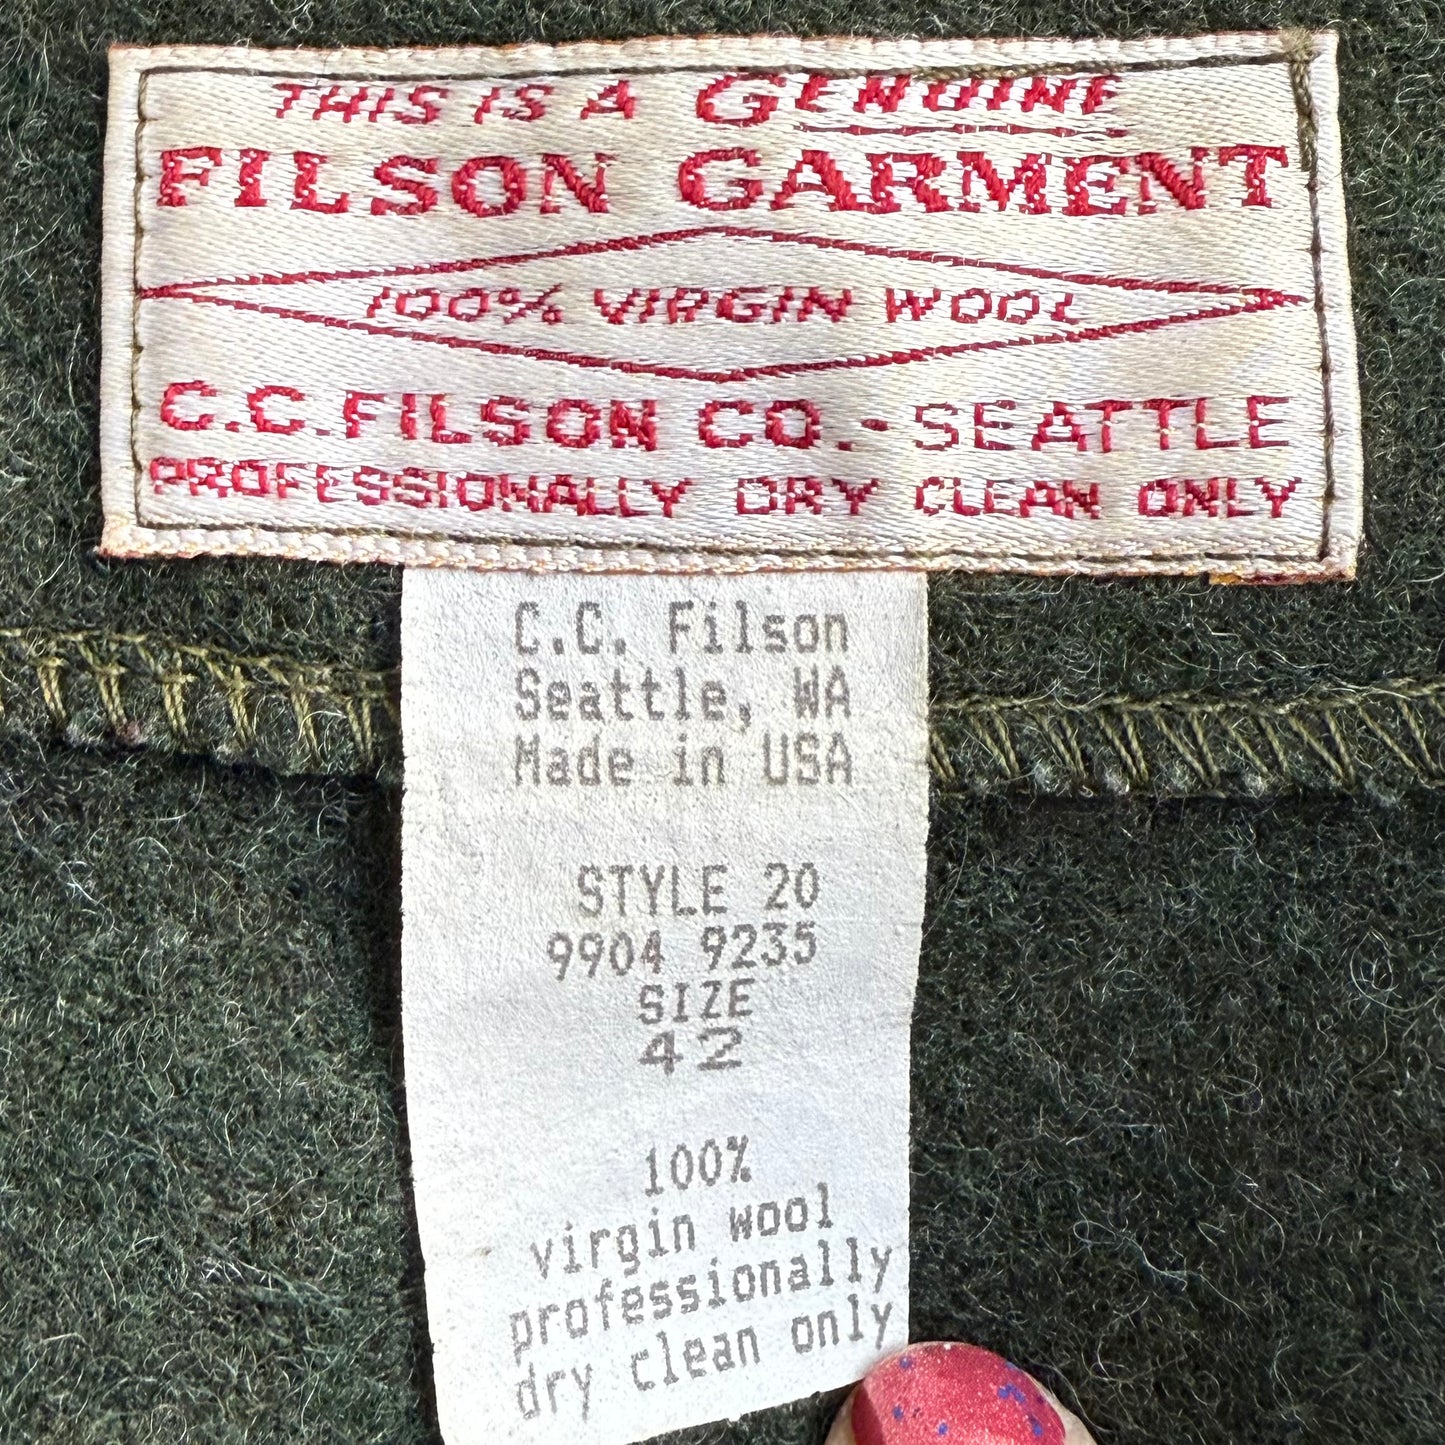 THIS IS A GENUINE
FILSON GARMENT
100% VIRGIN WOOL
C.C. FILSON CO.-SEATTLE
PROFESSIONALLY DRY CLEAN ONLY
C.C. Filson
Seattle, WA
Made in USA
STYLE 20
9904 9235
SIZE
42
100%
virgin wool
professionally
dry clean only